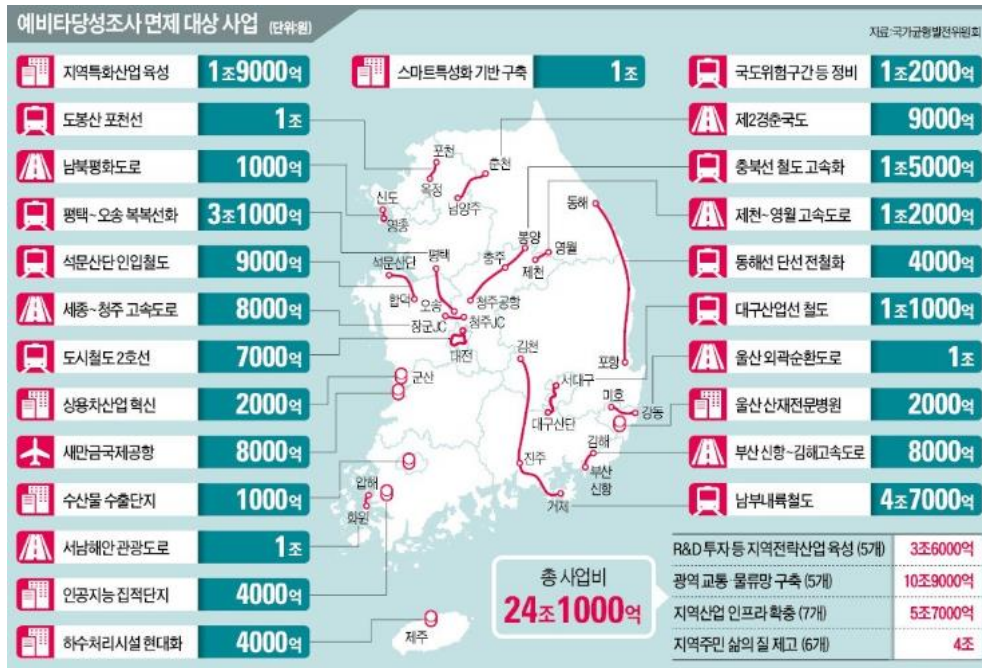 예비타당성조사 면제 대상 사업 (단위:원)
자료:국가균형발전위원회
지역특화산업 육성 1조9000억
도봉산 포천선 1조
남북평화도로 1000억
평택~오송 복복선화 3조1000억
석문산단 인입철도 9000억
세종~청주 고속도로 8000억
도시철도 2호선 7000억
상용차산업 혁신 2000억
새만금국제공항 8000억
수산물 수출단지 1000억
서남해안 관광도로 1조
인공지능 집적단지 4000억
하수처리시설 현대화 4000억
스마트특성화 기반 구축 1조
포천
옥정
춘천
남양주
신도
영종
동해
봉양
충주
영월
제천
평택
석문산단
합덕
오송
청주공항
장군JC
청주JC
대전
김천
포항
군산
서대구
대구산단
미호
강동
김해
부산
신항
진주
거제
압해
화원
제주
국도위험구간 등 정비 1조2000억
제2경춘국도 9000억
충북선 철도 고속화 1조5000억
제천~영월 고속도로 1조2000억
동해선 단선 전철화 4000억
대구산업선 철도 1조1000억
울산 외곽순환도로 1조
울산 산재전문병원 2000억
부산 신항~김해고속도로 8000억
남부내륙철도 4조7000억
총 사업비
24조1000억
R&D 투자 등 지역전략산업 육성 (5개) 3조6000억
광역 교통·물류망 구축 (5개) 10조9000억
지역산업 인프라 확충 (7개) 5조7000억
지역주민 삶의 질 제고 (6개) 4조